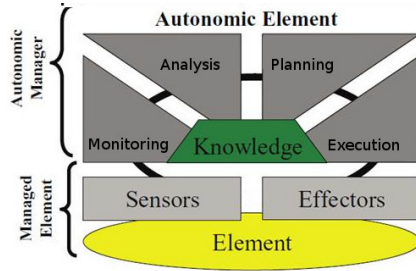 Autonomic Element
Autonomic
Manager
Analysis
Planning
Monitoring
Knowledge
Execution
Managed
Element
Sensors
Effectors
Element